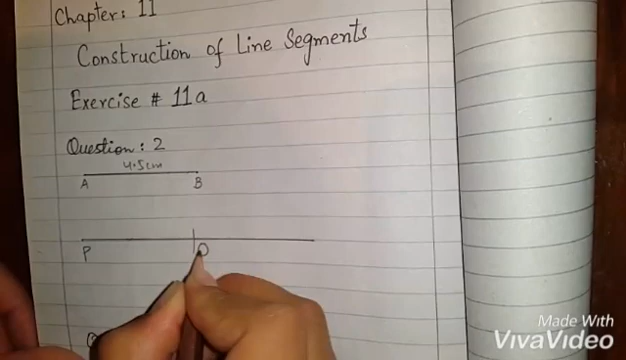 Chapter: 11
Construction of Line Segments
Exercise # 11a
Question: 2
4.5cm
A B
P
Made With
VivaVideo